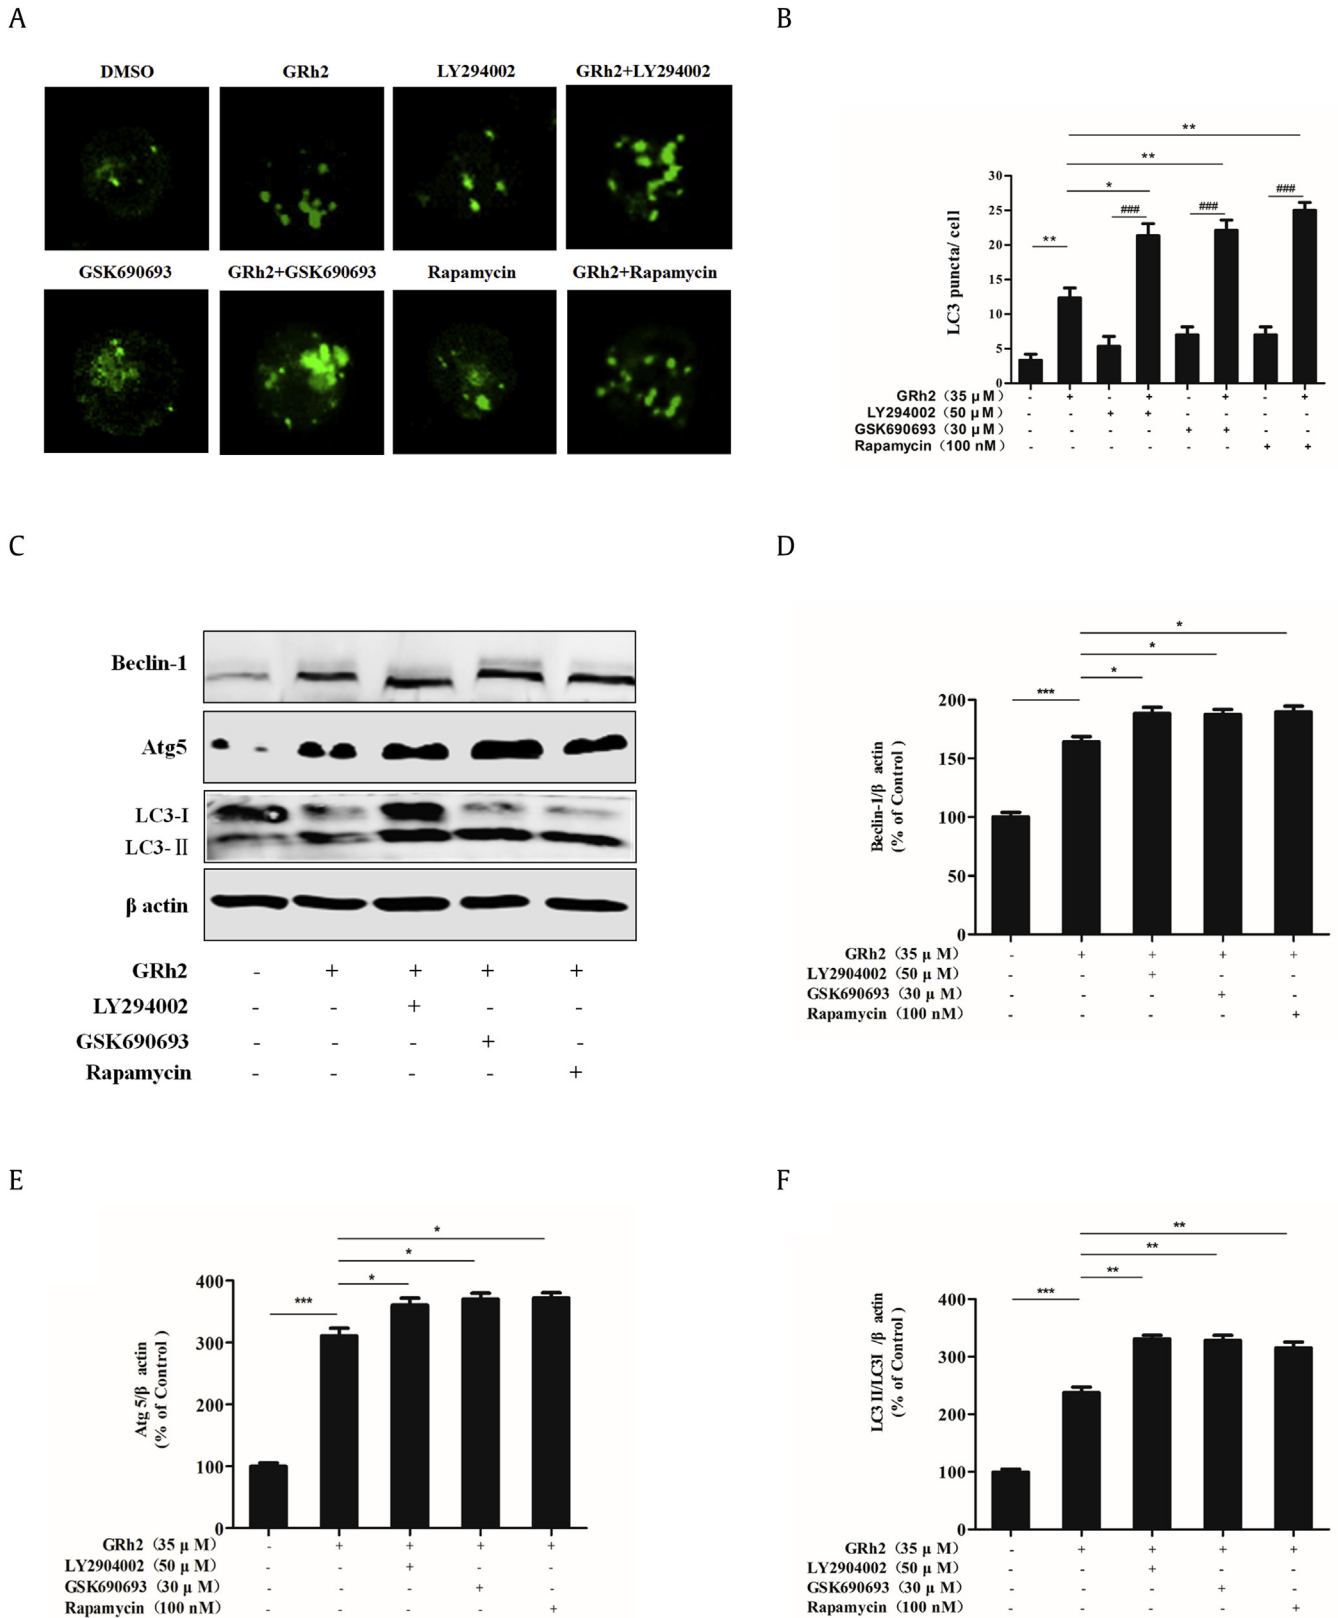 A
DMSO GRh2 LY294002 GRh2+LY294002
GSK690693 GRh2+GSK690693 Rapamycin GRh2+Rapamycin
B
** 
**
*
### ### ###
**
LC3 puncta/ cell
30
25
20
15
10
5
0
GRh2 (35 μ M) - + - + - + - +
LY294002 (50 μ M) - - + + - - - -
GSK690693 (30 μ M) - - - - + + - -
Rapamycin (100 nM) - - - - - - + +
C
Beclin-1
Atg5
LC3-I
LC3-Ⅱ
β actin
GRh2 - + + + +
LY294002 - - + - -
GSK690693 - - - + -
Rapamycin - - - - +
D
*
*
*
***
Beclin-1/β actin
(% of Control )
200
150
100
50
0
GRh2 (35 μ M) - + + + +
LY2904002 (50 μ M) - - + - -
GSK690693 (30 μ M) - - - + -
Rapamycin (100 nM) - - - - +
E
*
*
*
***
Atg 5/β actin
(% of Control )
400
300
200
100
0
GRh2 (35 μ M) - + + + +
LY2904002 (50 μ M) - - + - -
GSK690693 (30 μ M) - - - + -
Rapamycin (100 nM) - - - - +
F
**
**
**
***
LC3 II/LC3I /β actin
(% of Control )
400
300
200
100
0
GRh2 (35 μ M) - + + + +
LY2904002 (50 μ M) - - + - -
GSK690693 (30 μ M) - - - + -
Rapamycin (100 nM) - - - - +